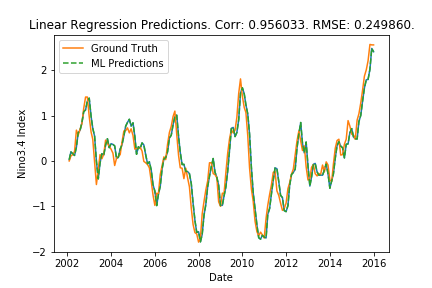 Linear Regression Predictions. Corr: 0.956033. RMSE: 0.249860.
Ground Truth
ML Predictions
Nino3.4 Index
2
1
0
−1
−2
2002 2004 2006 2008 2010 2012 2014 2016
Date